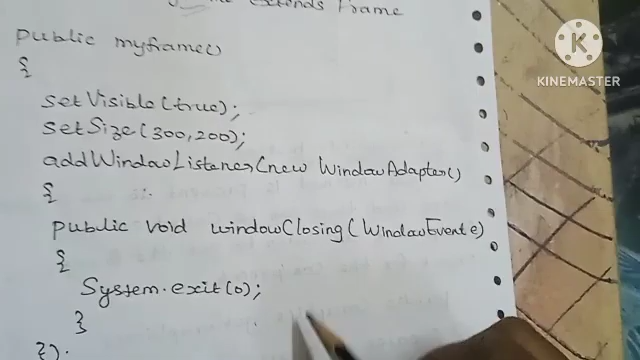 extends Frame
public myframe()
{
setVisible(true);
setSize(300,200);
addWindowListener(new WindowAdapter()
{
public void windowClosing(WindowEvent e)
{
System.exit(0);
}
});
KINEMASTER